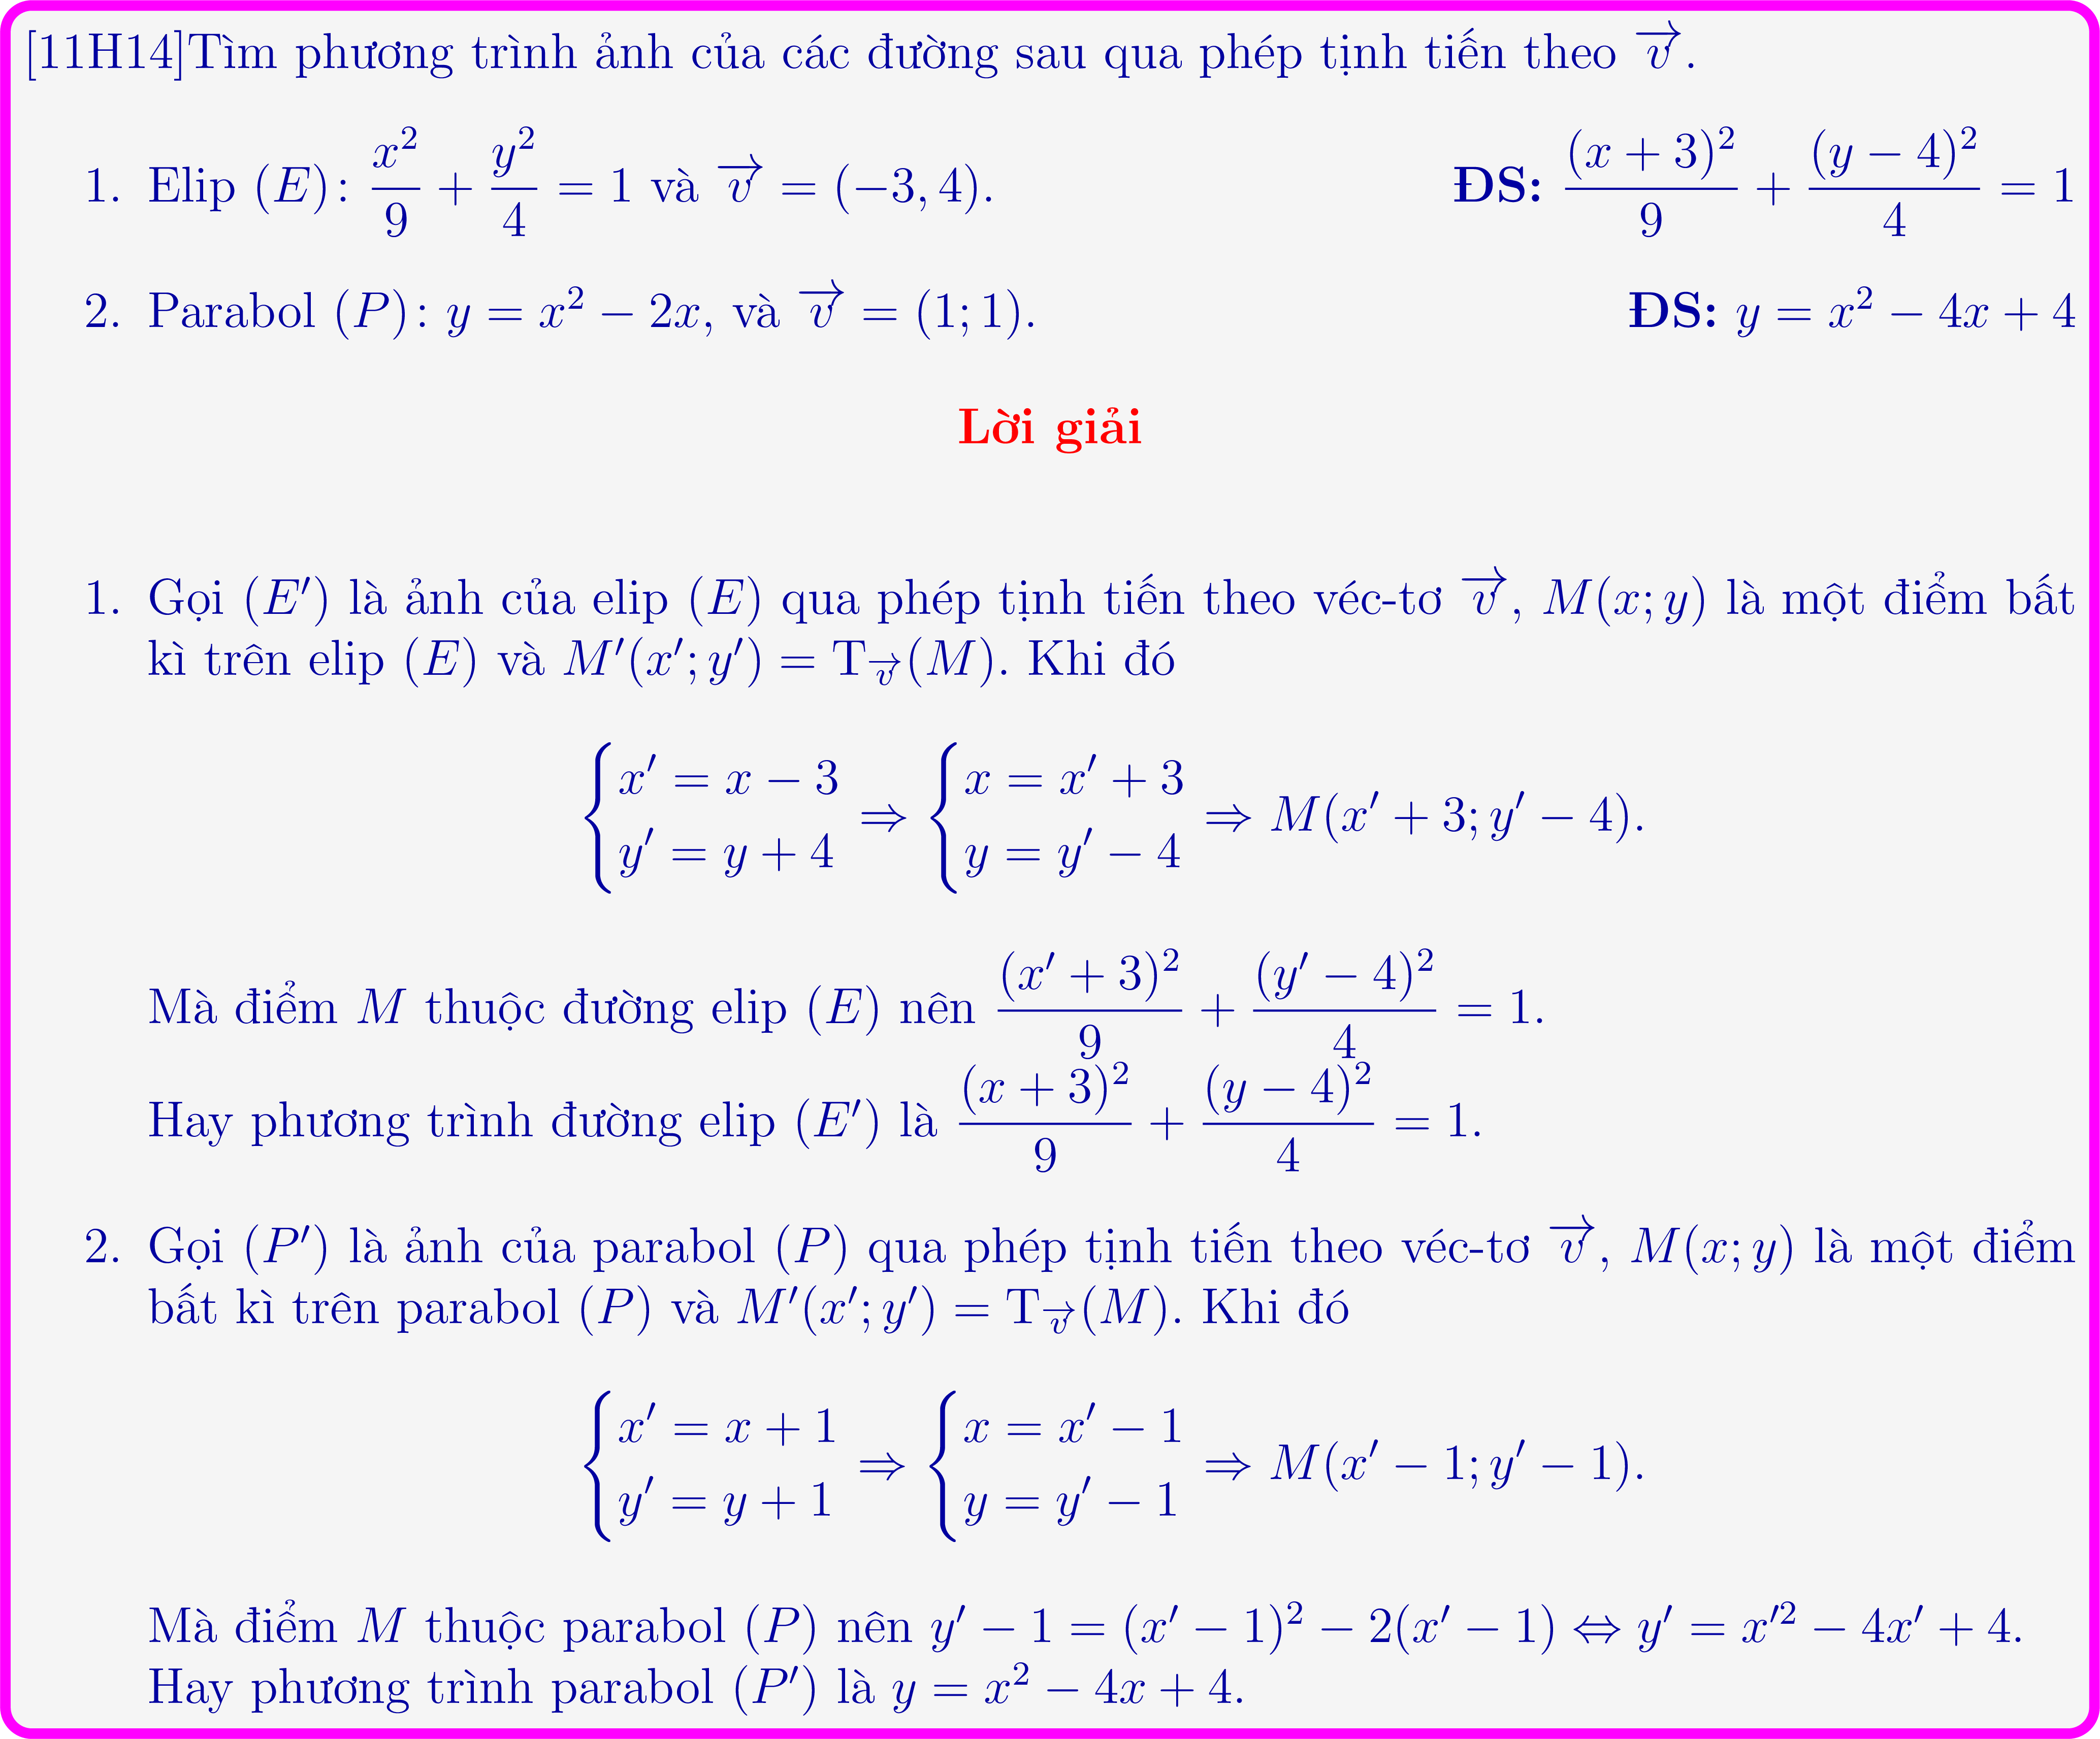 [11H14]Tìm phương trình ảnh của các đường sau qua phép tịnh tiến theo $\overrightarrow{v}$.
1. Elip $(E)$: $\dfrac{x^2}{9} + \dfrac{y^2}{4} = 1$ và $\overrightarrow{v} = (-3, 4)$. ĐS: $\dfrac{(x+3)^2}{9} + \dfrac{(y-4)^2}{4} = 1$
2. Parabol $(P)$: $y = x^2 - 2x$, và $\overrightarrow{v} = (1; 1)$. ĐS: $y = x^2 - 4x + 4$
Lời giải
1. Gọi $(E')$ là ảnh của elip $(E)$ qua phép tịnh tiến theo véc-tơ $\overrightarrow{v}$, $M(x; y)$ là một điểm bất
kì trên elip $(E)$ và $M'(x'; y') = \mathrm{T}_{\overrightarrow{v}}(M)$. Khi đó
$\begin{cases} x' = x - 3 \\ y' = y + 4 \end{cases} \Rightarrow \begin{cases} x = x' + 3 \\ y = y' - 4 \end{cases} \Rightarrow M(x' + 3; y' - 4).$
Mà điểm $M$ thuộc đường elip $(E)$ nên $\dfrac{(x'+3)^2}{9} + \dfrac{(y'-4)^2}{4} = 1$.
Hay phương trình đường elip $(E')$ là $\dfrac{(x+3)^2}{9} + \dfrac{(y-4)^2}{4} = 1$.
2. Gọi $(P')$ là ảnh của parabol $(P)$ qua phép tịnh tiến theo véc-tơ $\overrightarrow{v}$, $M(x; y)$ là một điểm
bất kì trên parabol $(P)$ và $M'(x'; y') = \mathrm{T}_{\overrightarrow{v}}(M)$. Khi đó
$\begin{cases} x' = x + 1 \\ y' = y + 1 \end{cases} \Rightarrow \begin{cases} x = x' - 1 \\ y = y' - 1 \end{cases} \Rightarrow M(x' - 1; y' - 1).$
Mà điểm $M$ thuộc parabol $(P)$ nên $y' - 1 = (x' - 1)^2 - 2(x' - 1) \Leftrightarrow y' = x'^2 - 4x' + 4$.
Hay phương trình parabol $(P')$ là $y = x^2 - 4x + 4$.